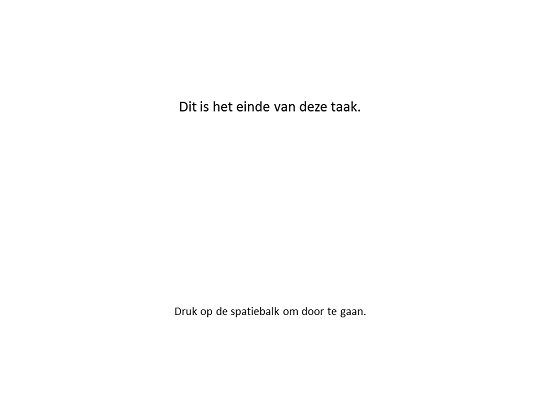 Dit is het einde van deze taak.
Druk op de spatiebalk om door te gaan.